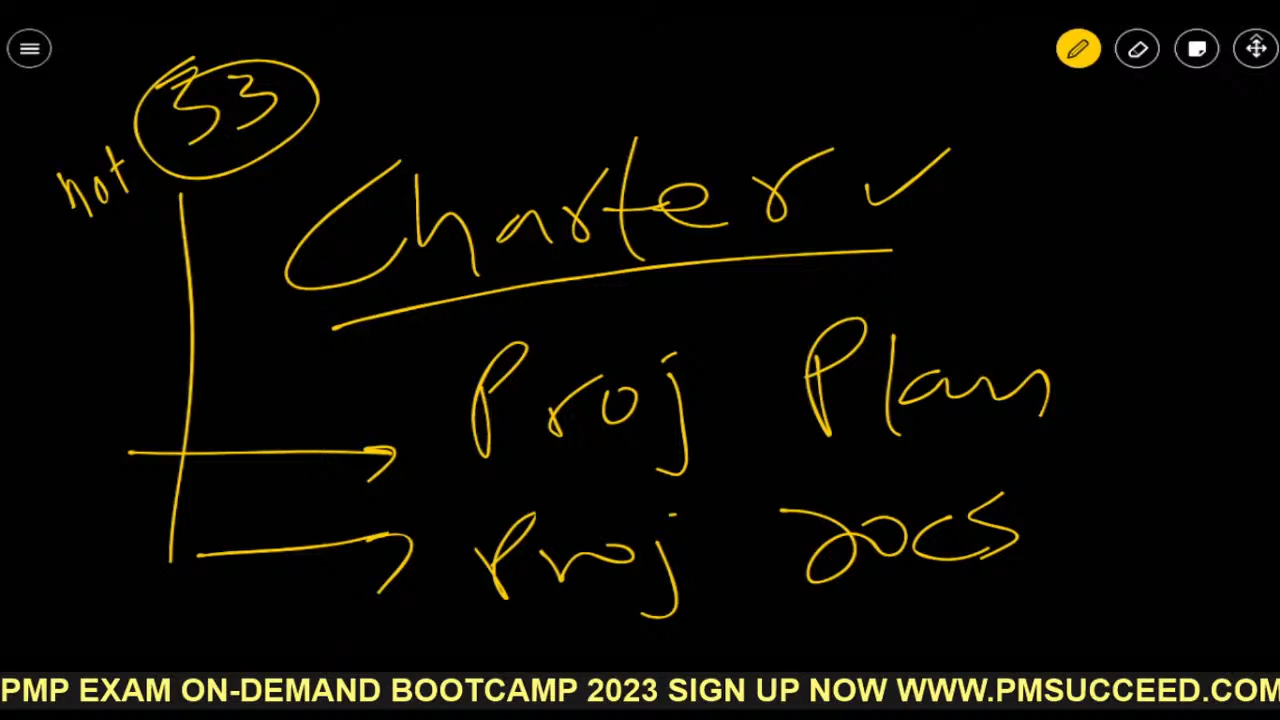 33
not
Charter ✓
Proj Plan
Proj Docs
PMP EXAM ON-DEMAND BOOTCAMP 2023 SIGN UP NOW WWW.PMSUCCEED.COM